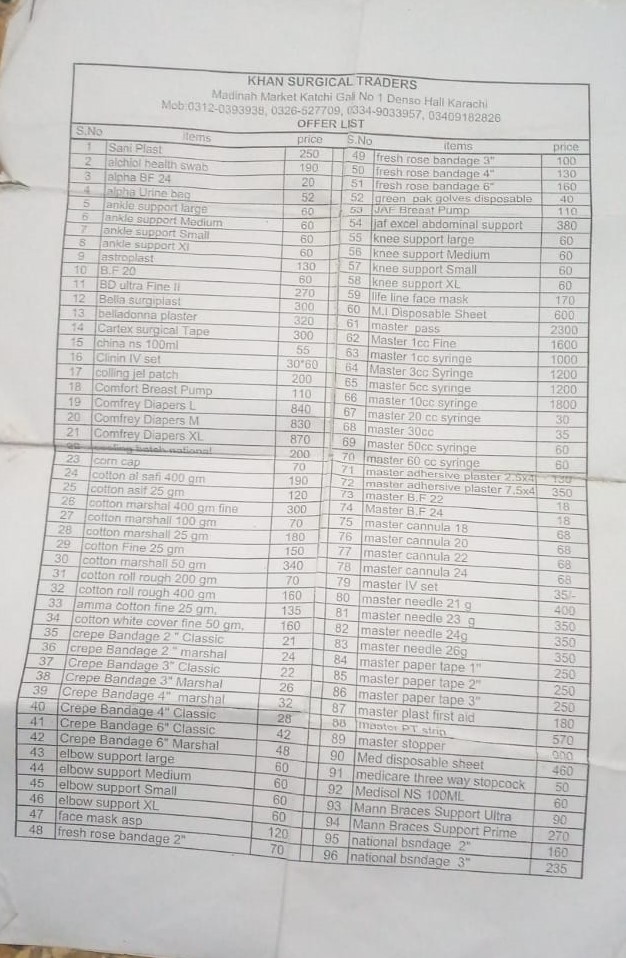 KHAN SURGICAL TRADERS
Madinah Market Katchi Gali No 1 Denso Hall Karachi
Mob:0312-0393938, 0326-527709, 0334-9033957, 03409182826
OFFER LIST
S.No items price
1 Sani Plast 250
2 alchlol health swab 190
3 alpha BF 24 20
4 alpha Urine bag 52
5 ankle support large 60
6 ankle support Medium 60
7 ankle support Small 60
8 ankle support Xl 60
9 astroplast 130
10 B.F 20 60
11 BD ultra Fine II 270
12 Bella surgiplast 300
13 belladonna plaster 320
14 Cartex surgical Tape 300
15 china ns 100ml 55
16 Clinin IV set 30*60
17 colling jel patch 200
18 Comfort Breast Pump 110
19 Comfrey Diapers L 840
20 Comfrey Diapers M 830
21 Comfrey Diapers XL 870
22 national 200
23 corn cap 70
24 cotton al safi 400 gm 190
25 cotton asif 25 gm 120
26 cotton marshal 400 gm fine 300
27 cotton marshall 100 gm 70
28 cotton marshall 25 gm 180
29 cotton Fine 25 gm 150
30 cotton marshall 50 gm 340
31 cotton roll rough 200 gm 70
32 cotton roll rough 400 gm 160
33 amma cotton fine 25 gm, 135
34 cotton white cover fine 50 gm, 160
35 Crepe Bandage 2 " Classic 21
36 crepe Bandage 2 " marshal 24
37 Crepe Bandage 3" Classic 22
38 Crepe Bandage 3" Marshal 26
39 Crepe Bandage 4" marshal 32
40 Crepe Bandage 4" Classic 28
41 Crepe Bandage 6" Classic 42
42 Crepe Bandage 6" Marshal 48
43 elbow support large 60
44 elbow support Medium 60
45 elbow support Small 60
46 elbow support XL 60
47 face mask asp 120
48 fresh rose bandage 2" 70
S.No items price
49 fresh rose bandage 3" 100
50 fresh rose bandage 4" 130
51 fresh rose bandage 6" 160
52 green pak golves disposable 40
53 JAF Breast Pump 110
54 jaf excel abdominal support 380
55 knee support large 60
56 knee support Medium 60
57 knee support Small 60
58 knee support XL 60
59 life line face mask 170
60 M.I Disposable Sheet 600
61 master pass 2300
62 Master 1cc Fine 1600
63 master 1cc syringe 1000
64 Master 3cc Syringe 1200
65 master 5cc syringe 1200
66 master 10cc syringe 1800
67 master 20 cc syringe 30
68 master 30cc 35
69 master 50cc syringe 60
70 master 60 cc syringe 60
71 master adhersive plaster 2.5x4 130
72 master adhersive plaster 7.5x4 350
73 master B.F 22 18
74 Master B.F 24 18
75 master cannula 18 68
76 master cannula 20 68
77 master cannula 22 68
78 master cannula 24 68
79 master IV set 35/-
80 master needle 21 g 400
81 master needle 23 g 350
82 master needle 24g 350
83 master needle 26g 350
84 master paper tape 1" 250
85 master paper tape 2" 250
86 master paper tape 3" 250
87 master plast first aid 180
88 master PT strip 570
89 master stopper
90 Med disposable sheet 460
91 medicare three way stopcock 50
92 Medisol NS 100ML 60
93 Mann Braces Support Ultra 90
94 Mann Braces Support Prime 270
95 national bsndage 2" 160
96 national bsndage 3" 235